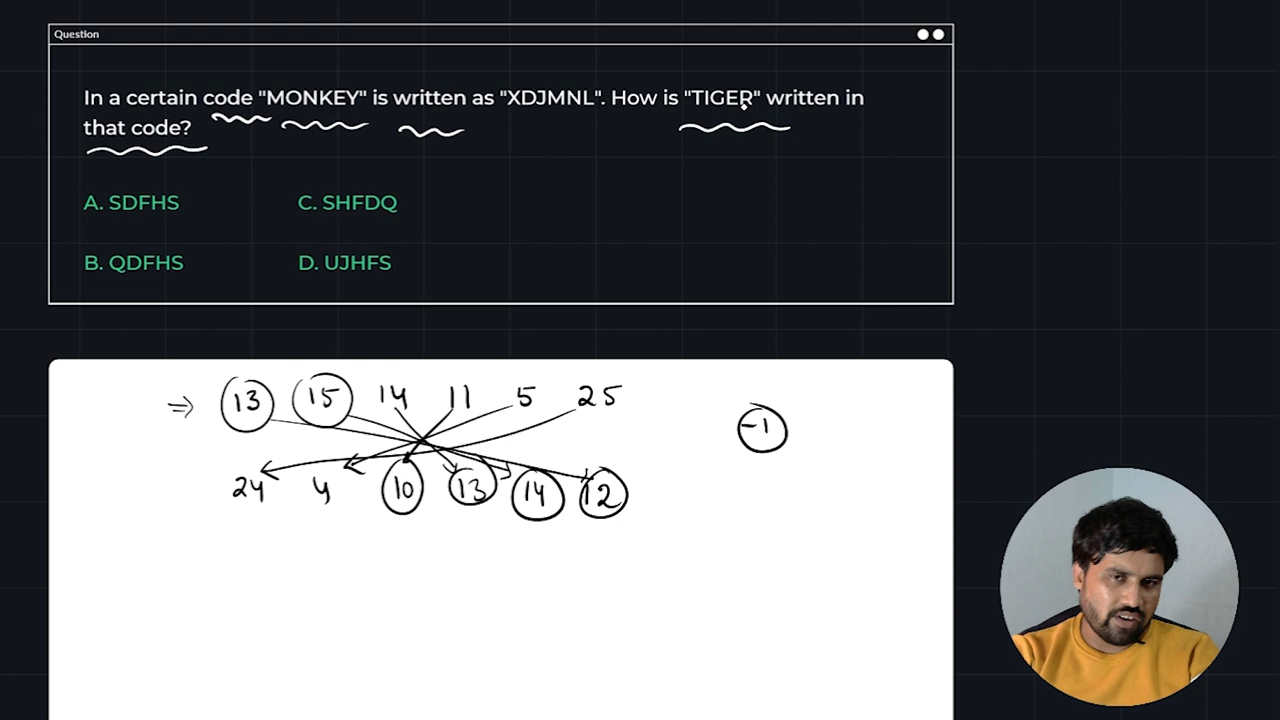 Question
In a certain code "MONKEY" is written as "XDJMNL". How is "TIGER" written in
that code?
A. SDFHS
C. SHFDQ
B. QDFHS
D. UJHFS
⇒ 13 15 14 11 5 25
-1
24 4 10 13 14 12